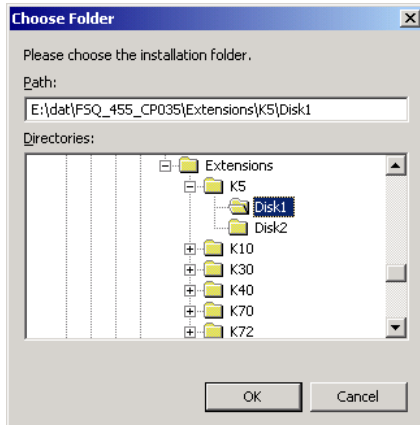 Choose Folder
Please choose the installation folder.
Path:
E:\dat\FSQ_455_CP035\Extensions\K5\Disk1
Directories:
Extensions
K5
Disk1
Disk2
K10
K30
K40
K70
K72
OK Cancel